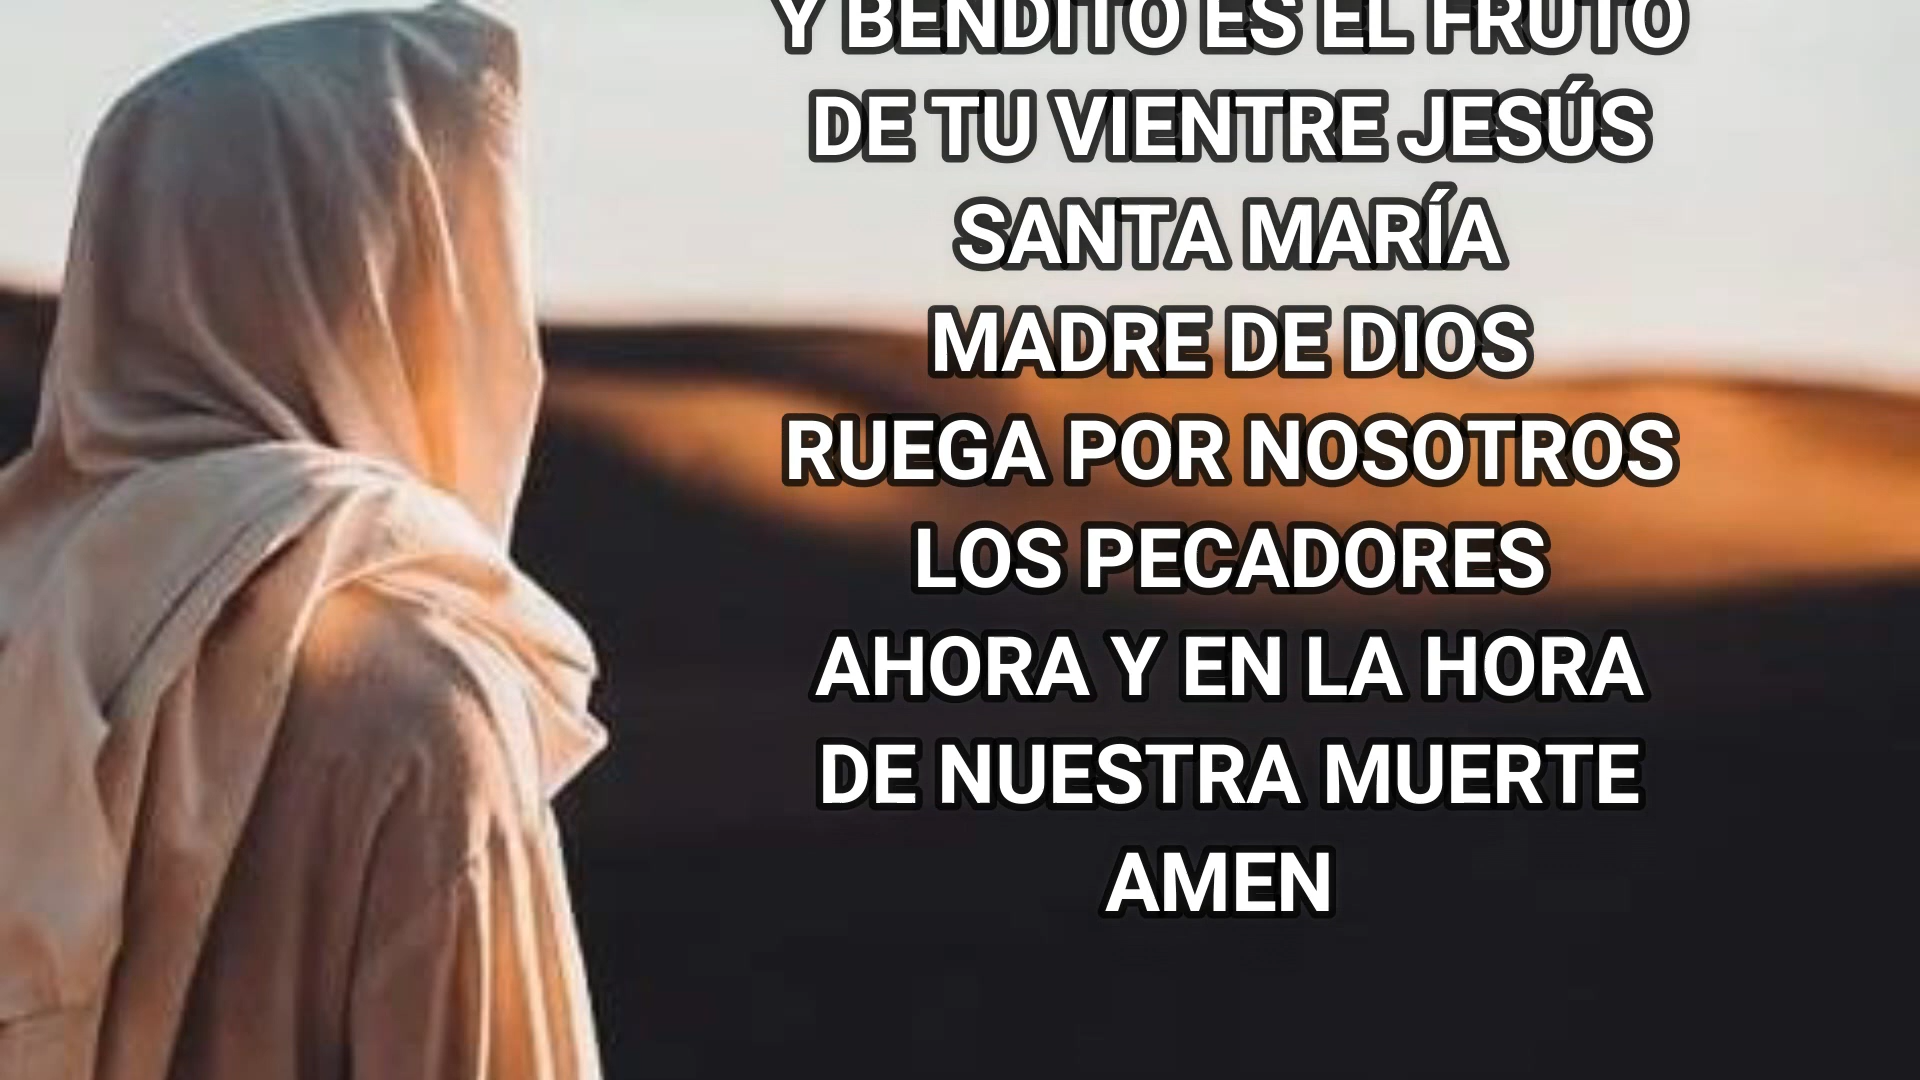 Y BENDITO ES EL FRUTO
DE TU VIENTRE JESÚS
SANTA MARÍA
MADRE DE DIOS
RUEGA POR NOSOTROS
LOS PECADORES
AHORA Y EN LA HORA
DE NUESTRA MUERTE
AMEN